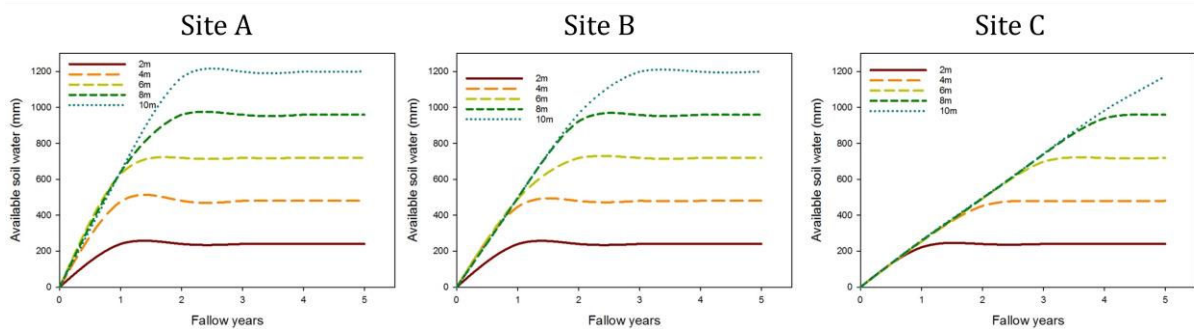 Site A
Site B
Site C
Available soil water (mm)
1200
1000
800
600
400
200
0
2m
4m
6m
8m
10m
0 1 2 3 4 5
Fallow years
Available soil water (mm)
1200
1000
800
600
400
200
0
2m
4m
6m
8m
10m
0 1 2 3 4 5
Fallow years
Available soil water (mm)
1200
1000
800
600
400
200
0
2m
4m
6m
8m
10m
0 1 2 3 4 5
Fallow years